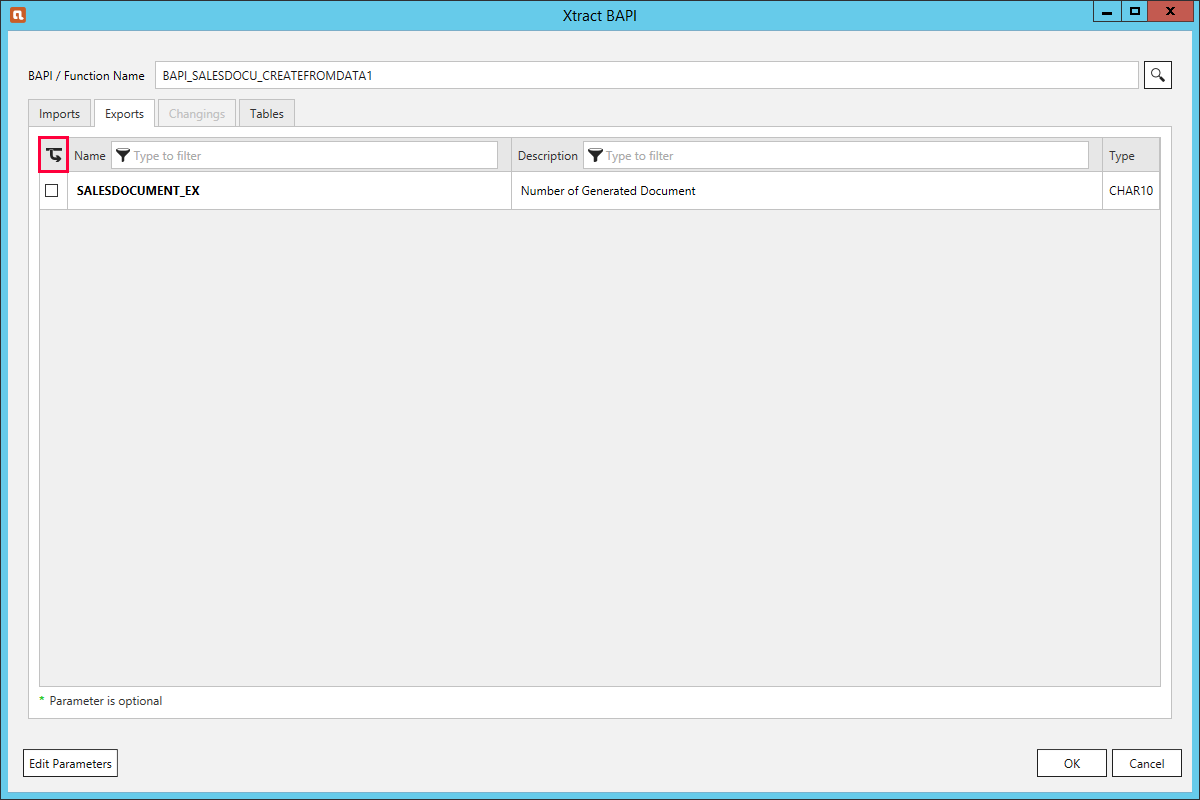 Xtract BAPI
BAPI / Function Name BAPI_SALESDOCU_CREATEFROMDATA1
Imports Exports Changings Tables
Name Type to filter Description Type to filter Type
SALESDOCUMENT_EX Number of Generated Document CHAR10
* Parameter is optional
Edit Parameters OK Cancel